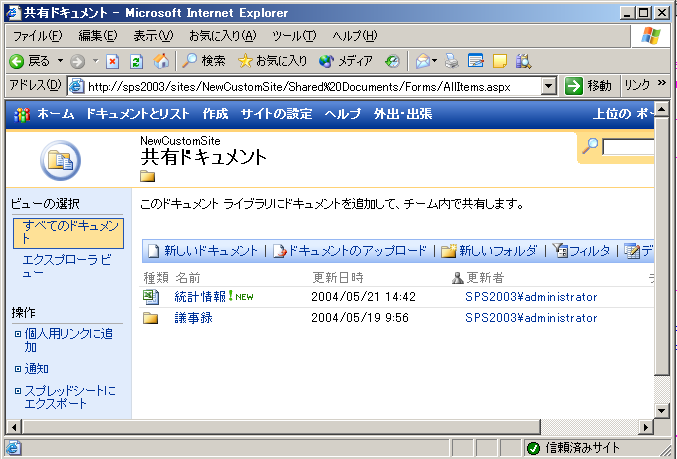 共有ドキュメント - Microsoft Internet Explorer
ファイル(F) 編集(E) 表示(V) お気に入り(A) ツール(T) ヘルプ(H)
戻る 検索 お気に入り メディア
アドレス(D) http://sps2003/sites/NewCustomSite/Shared%20Documents/Forms/AllItems.aspx 移動 リンク »
ホーム ドキュメントとリスト 作成 サイトの設定 ヘルプ 外出・出張 上位の ポー
NewCustomSite
共有ドキュメント
ビューの選択
すべてのドキュメン
ト
エクスプローラ ビ
ュー
操作
個人用リンクに追
加
通知
スプレッドシートに
エクスポート
このドキュメント ライブラリにドキュメントを追加して、チーム内で共有します。
新しいドキュメント | ドキュメントのアップロード | 新しいフォルダ | フィルタ | デ
種類 名前 更新日時 更新者
統計情報 ! NEW 2004/05/21 14:42 SPS2003¥administrator
議事録 2004/05/19 9:56 SPS2003¥administrator
信頼済みサイト